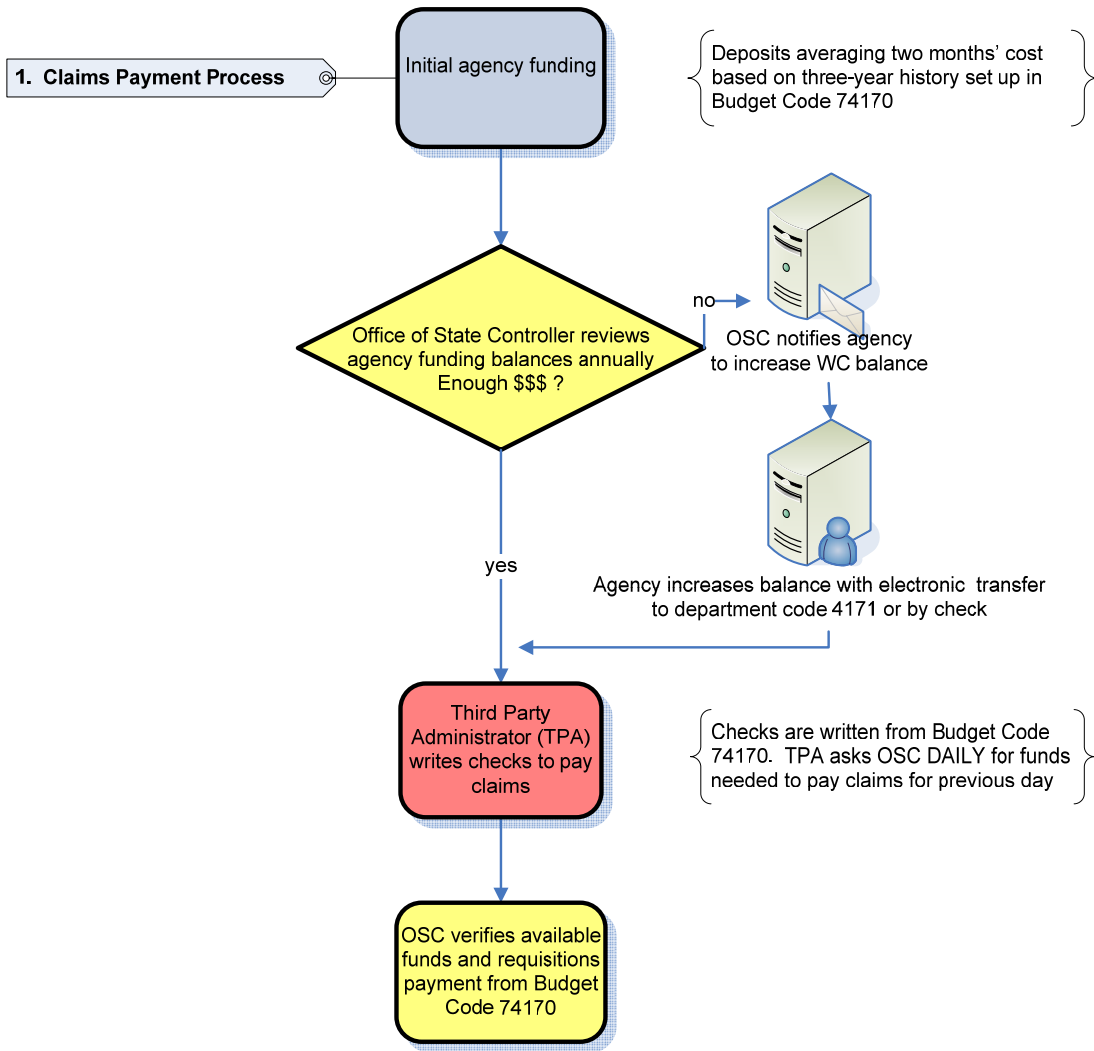 1. Claims Payment Process
Initial agency funding
Deposits averaging two months' cost
based on three-year history set up in
Budget Code 74170
Office of State Controller reviews
agency funding balances annually
Enough $$$ ?
no
OSC notifies agency
to increase WC balance
Agency increases balance with electronic transfer
to department code 4171 or by check
yes
Third Party
Administrator (TPA)
writes checks to pay
claims
Checks are written from Budget Code
74170. TPA asks OSC DAILY for funds
needed to pay claims for previous day
OSC verifies available
funds and requisitions
payment from Budget
Code 74170